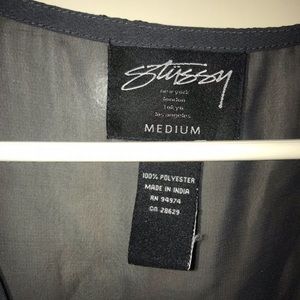 Stüssy
new york
london
tokyo
los angeles
MEDIUM
100% POLYESTER
MADE IN INDIA
RN 94974
CA 28629